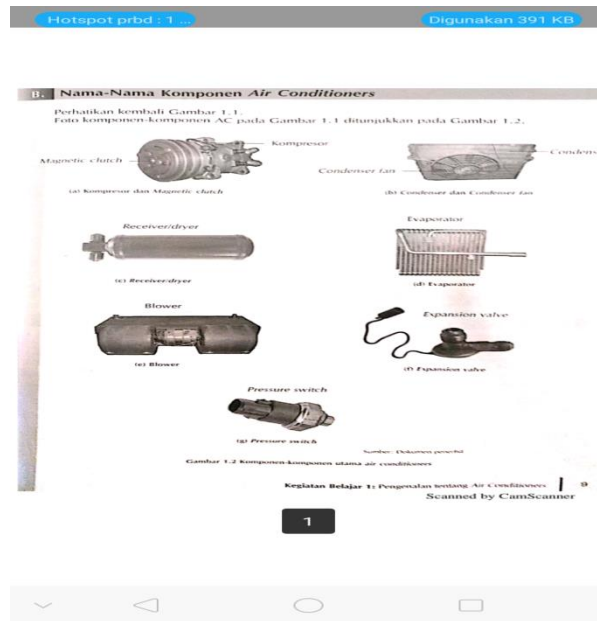 Hotspot prbd : 1 ...
Digunakan 391 KB
B. Nama-Nama Komponen Air Conditioners
Perhatikan kembali Gambar 1.1.
Foto komponen-komponen AC pada Gambar 1.1 ditunjukkan pada Gambar 1.2.
Kompresor
Magnetic clutch
(a) Kompresor dan Magnetic clutch
Condens
Condenser fan
(b) Condenser dan Condenser fan
Receiver/dryer
(c) Receiver/dryer
Evaporator
(d) Evaporator
Blower
(e) Blower
Expansion valve
(f) Expansion valve
Pressure switch
(g) Pressure switch
Sumber: Dokumen penerbit
Gambar 1.2 Komponen-komponen utama air conditioners
Kegiatan Belajar 1: Pengenalan tentang Air Conditioners 9
Scanned by CamScanner
1